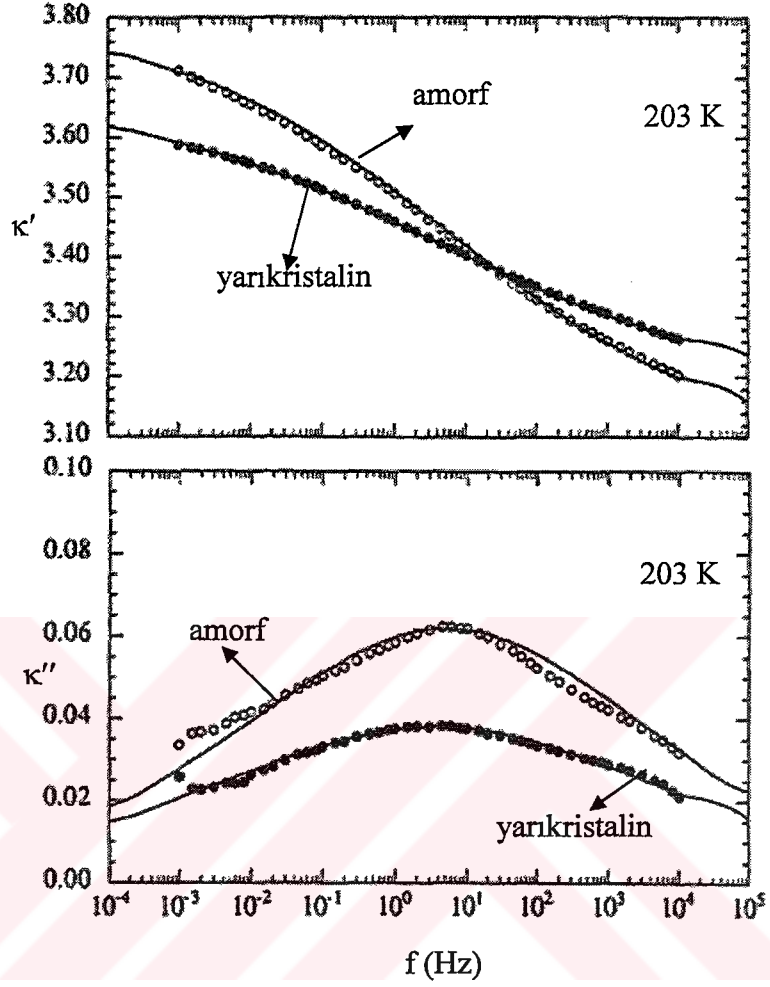 3.80
3.70
3.60
3.50
3.40
3.30
3.20
3.10
κ′
amorf
203 K
yarıkristalin
0.10
0.08
0.06
0.04
0.02
0.00
κ″
203 K
amorf
yarıkristalin
10⁻⁴ 10⁻³ 10⁻² 10⁻¹ 10⁰ 10¹ 10² 10³ 10⁴ 10⁵
f (Hz)